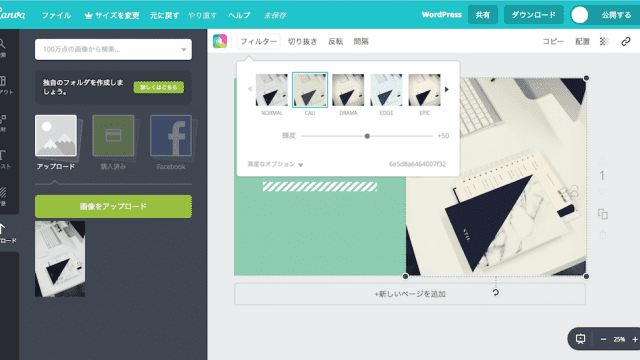 Canva
ファイル
サイズを変更
元に戻す
やり直す
ヘルプ
未保存
WordPress
共有
ダウンロード
公開する
100万点の画像から検索...
フィルター
切り抜き
反転
間隔
コピー
配置
独自のフォルダを作成しましょう。
詳しくはこちら
NORMAL
CALI
DRAMA
EDGE
EPIC
輝度
+50
高度なオプション
6e5d8a6464007f32
アップロード
購入済み
Facebook
画像をアップロード
STIL
1
+新しいページを追加
25%